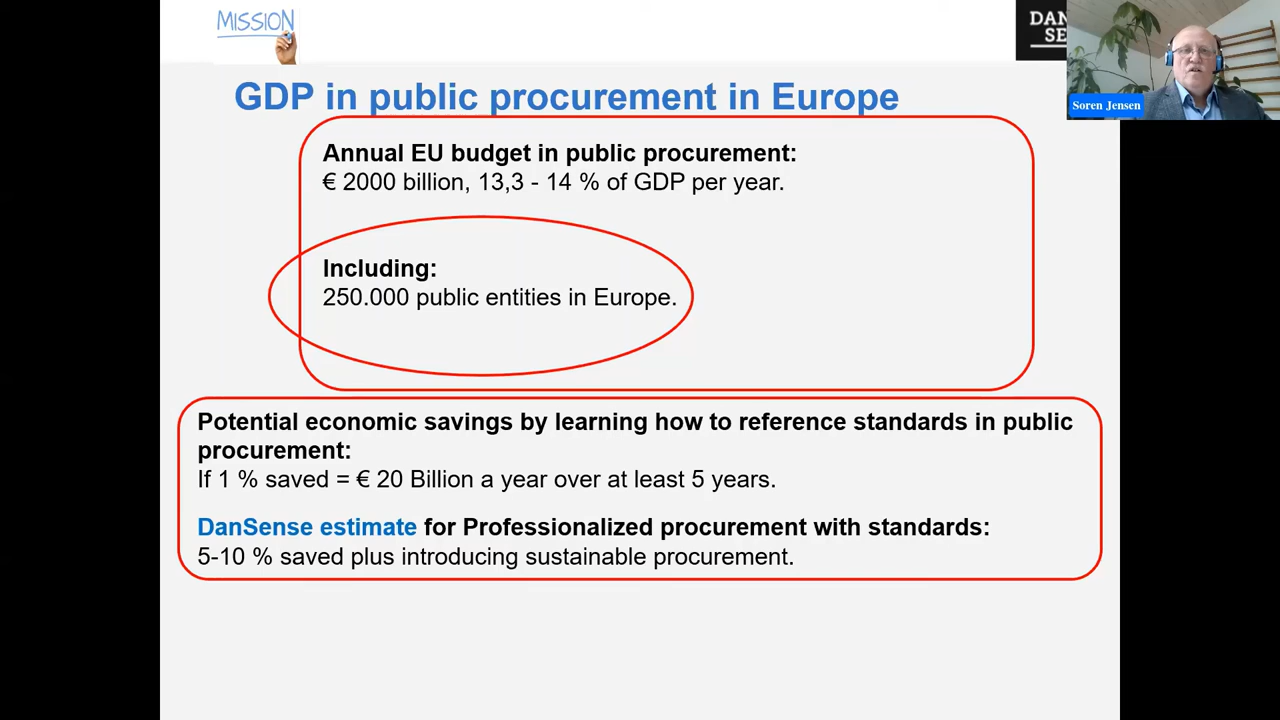 MISSION
DAN
SE
Soren Jensen
GDP in public procurement in Europe
Annual EU budget in public procurement:
€ 2000 billion, 13,3 - 14 % of GDP per year.
Including:
250.000 public entities in Europe.
Potential economic savings by learning how to reference standards in public
procurement:
If 1 % saved = € 20 Billion a year over at least 5 years.
DanSense estimate for Professionalized procurement with standards:
5-10 % saved plus introducing sustainable procurement.